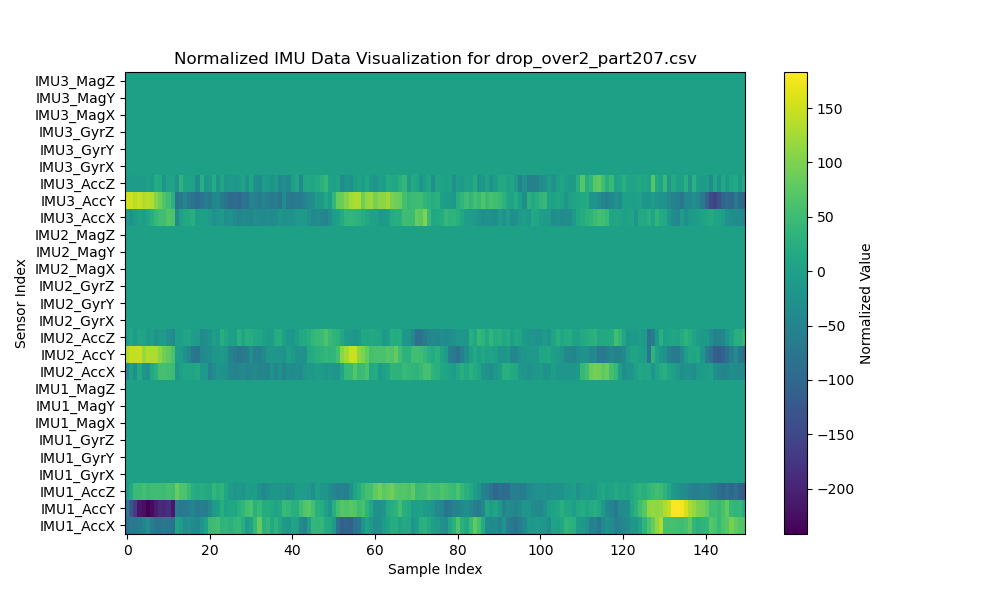 Normalized IMU Data Visualization for drop_over2_part207.csv
IMU3_MagZ
IMU3_MagY
IMU3_MagX
IMU3_GyrZ
IMU3_GyrY
IMU3_GyrX
IMU3_AccZ
IMU3_AccY
IMU3_AccX
IMU2_MagZ
IMU2_MagY
IMU2_MagX
IMU2_GyrZ
IMU2_GyrY
IMU2_GyrX
IMU2_AccZ
IMU2_AccY
IMU2_AccX
IMU1_MagZ
IMU1_MagY
IMU1_MagX
IMU1_GyrZ
IMU1_GyrY
IMU1_GyrX
IMU1_AccZ
IMU1_AccY
IMU1_AccX
Sensor Index
0 20 40 60 80 100 120 140
Sample Index
150
100
50
0
−50
−100
−150
−200
Normalized Value